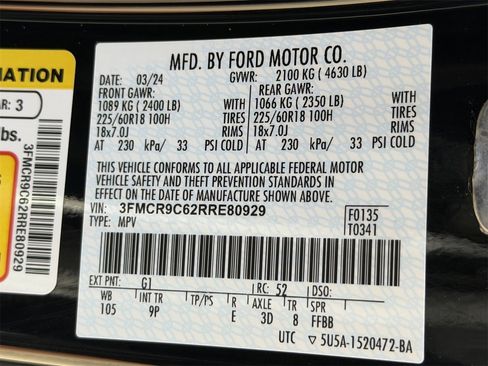 MATION
AR: 3
lbs.
3FMCR9C62RRE80929
MFD. BY FORD MOTOR CO.
DATE: 03/24 GVWR: 2100 KG ( 4630 LB)
FRONT GAWR: REAR GAWR:
1089 KG ( 2400 LB) WITH 1066 KG ( 2350 LB) WITH
225/60R18 100H TIRES 225/60R18 100H TIRES
18x7.0J RIMS 18x7.0J RIMS
AT 230 kPa/ 33 PSI COLD AT 230 kPa/ 33 PSI COLD
THIS VEHICLE CONFORMS TO ALL APPLICABLE FEDERAL MOTOR
VEHICLE SAFETY AND THEFT PREVENTION STANDARDS IN EFFECT
ON THE DATE OF MANUFACTURE SHOWN ABOVE.
VIN: 3FMCR9C62RRE80929 F0135
TYPE: MPV T0341
EXT PNT: G1 RC: 52 DSO:
WB INT TR TP/PS R AXLE TR SPR
105 9P E 3D 8 FFBB
UTC ▽ 5U5A-1520472-BA